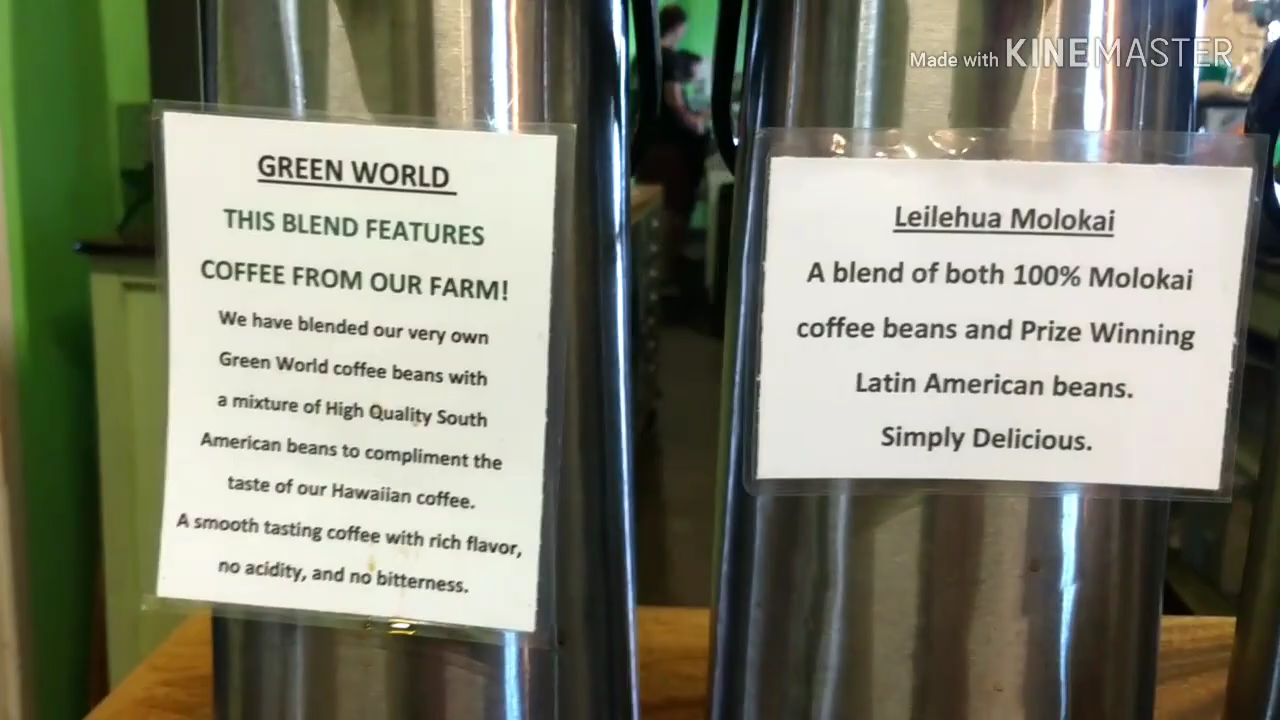 Made with KINEMASTER
GREEN WORLD
THIS BLEND FEATURES
COFFEE FROM OUR FARM!
We have blended our very own
Green World coffee beans with
a mixture of High Quality South
American beans to compliment the
taste of our Hawaiian coffee.
A smooth tasting coffee with rich flavor,
no acidity, and no bitterness.
Leilehua Molokai
A blend of both 100% Molokai
coffee beans and Prize Winning
Latin American beans.
Simply Delicious.